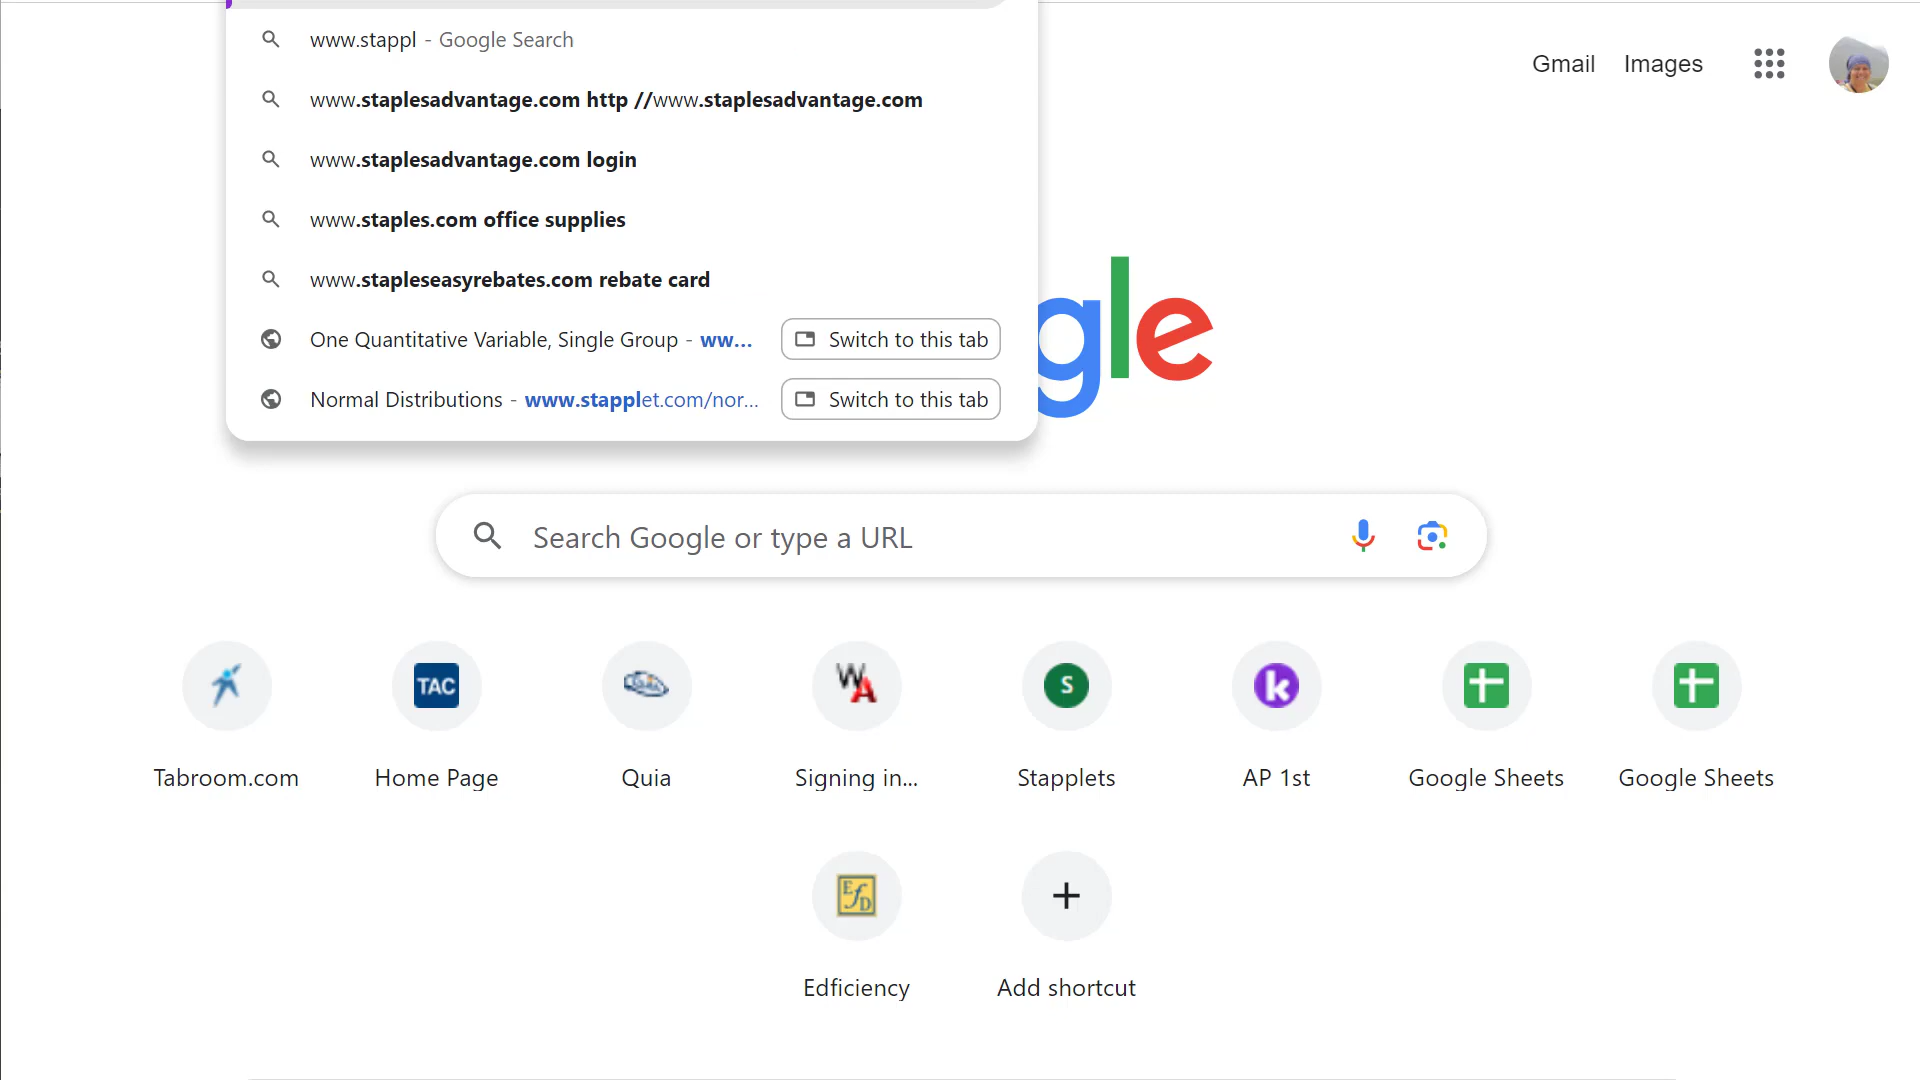 www.stappl - Google Search
www.staplesadvantage.com http //www.staplesadvantage.com
www.staplesadvantage.com login
www.staples.com office supplies
www.stapleseasyrebates.com rebate card
One Quantitative Variable, Single Group - ww... Switch to this tab
Normal Distributions - www.stapplet.com/nor... Switch to this tab
Gmail Images
gle
Search Google or type a URL
TAC WA S k
Tabroom.com Home Page Quia Signing in... Stapplets AP 1st Google Sheets Google Sheets
EfD
Edficiency Add shortcut